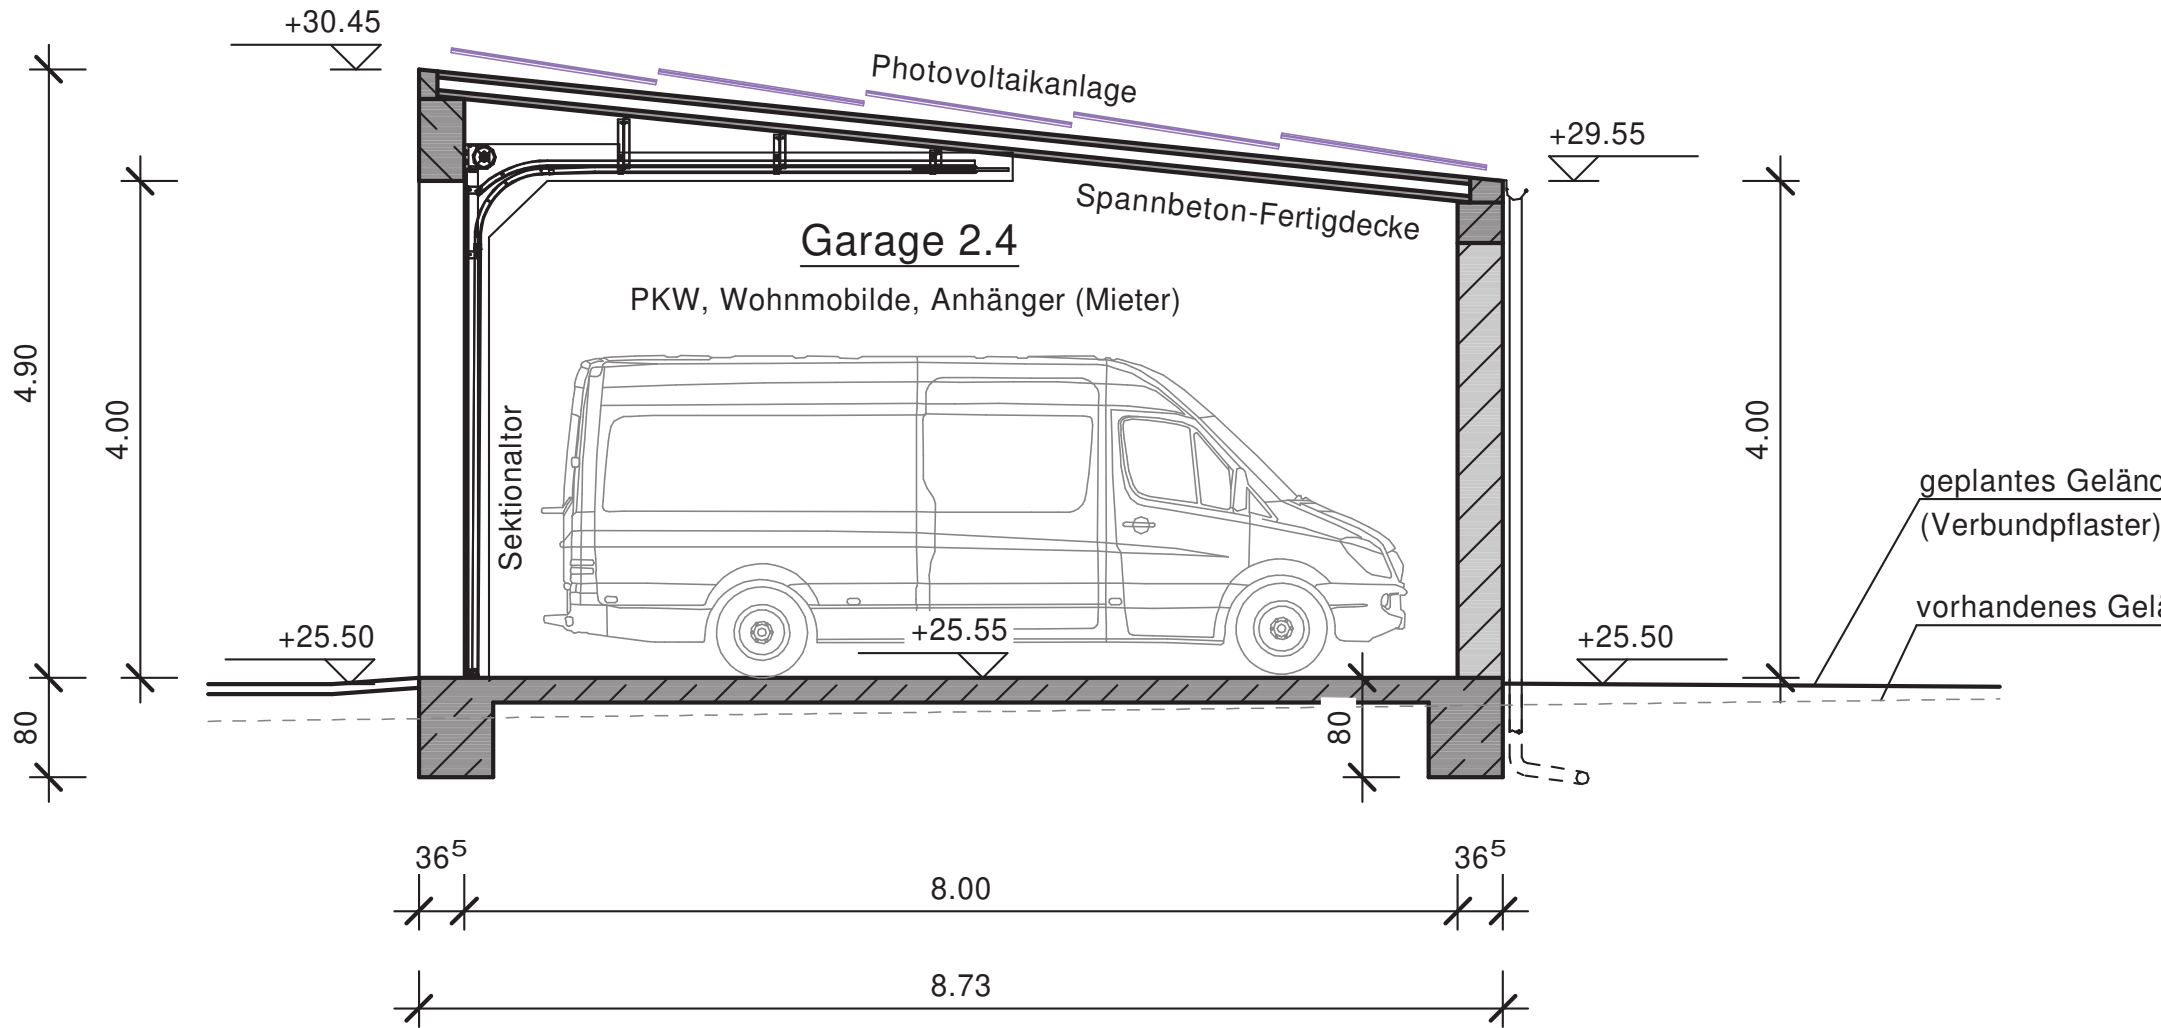 +30.45
Photovoltaikanlage
+29.55
Spannbeton-Fertigdecke
Garage 2.4
PKW, Wohnmobilde, Anhänger (Mieter)
4.90
4.00
Sektionaltor
4.00
geplantes Geländ
(Verbundpflaster)
vorhandenes Gelä
+25.50
+25.55
+25.50
80
80
36⁵
36⁵
8.00
8.73